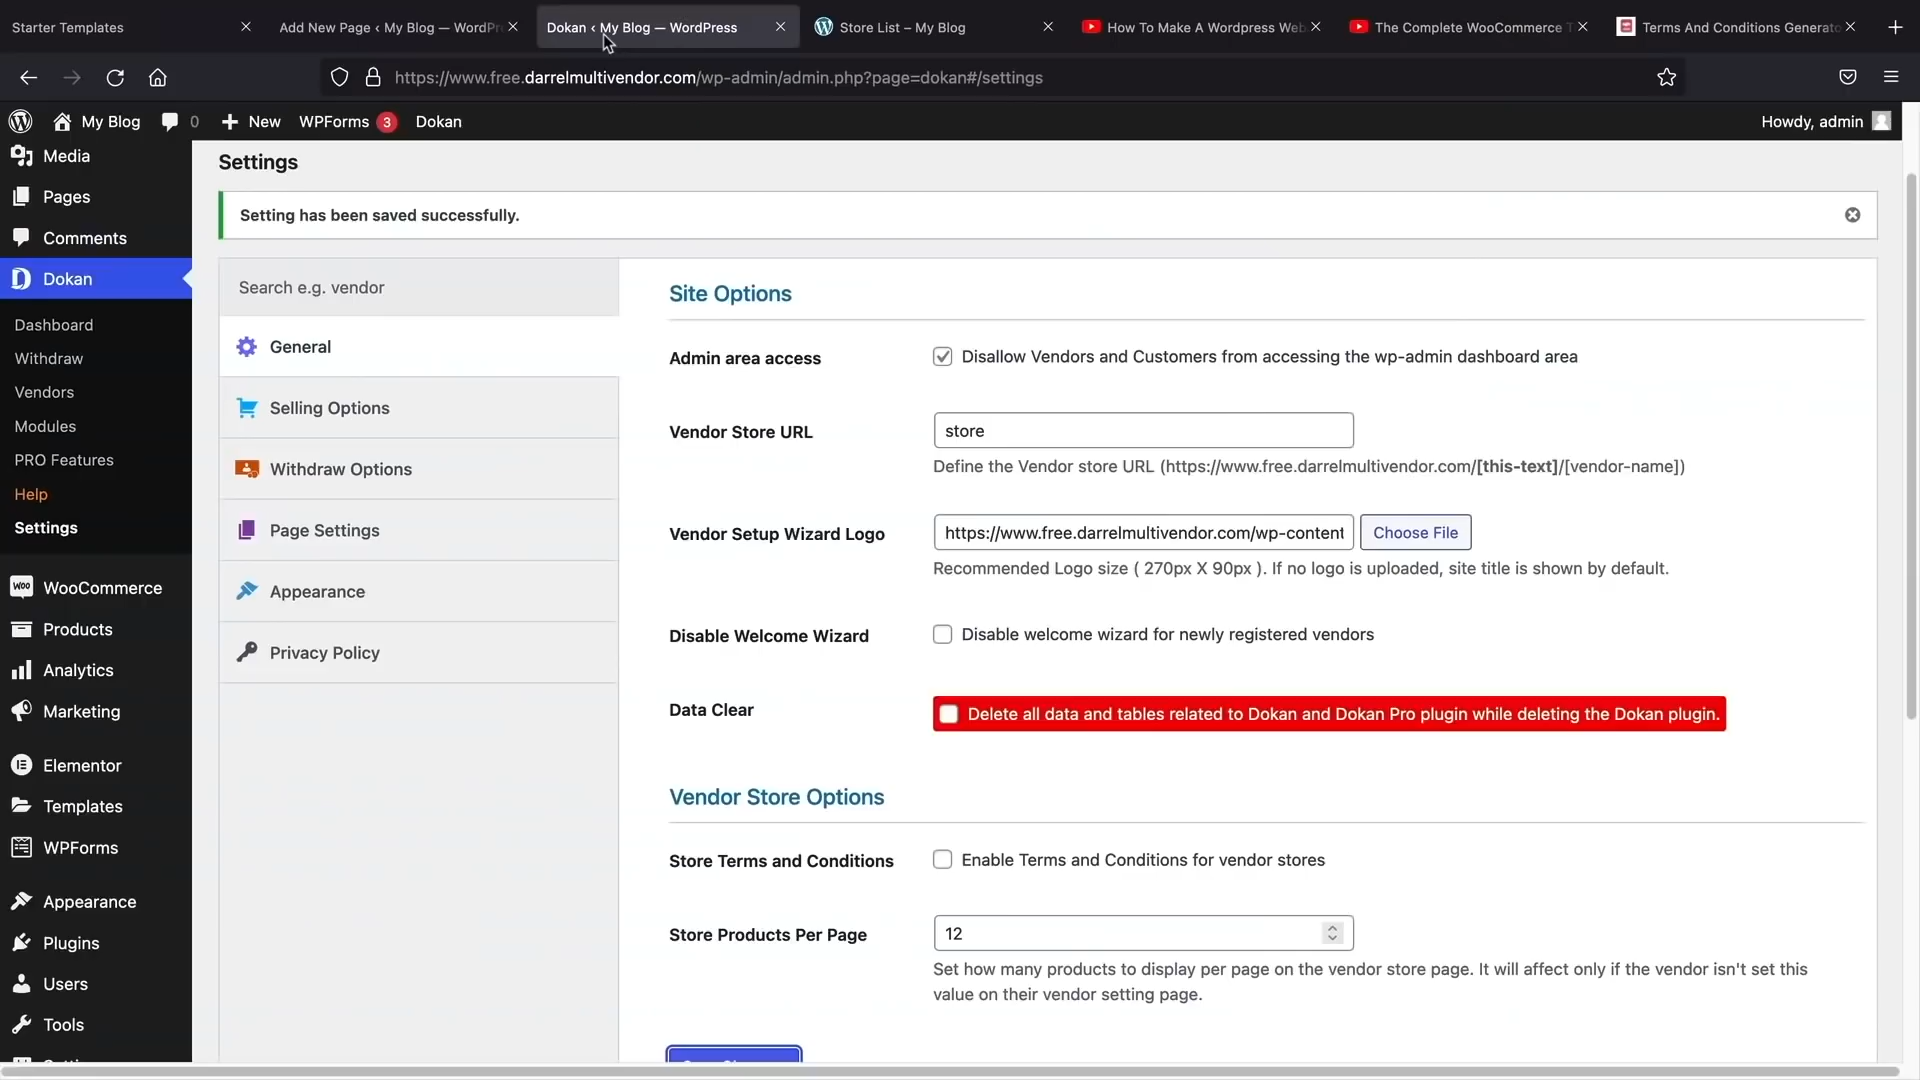 Starter Templates
Add New Page ‹ My Blog — WordPr
Dokan ‹ My Blog — WordPress
Store List – My Blog
How To Make A Wordpress Web
The Complete WooCommerce T
Terms And Conditions Generato
https://www.free.darrelmultivendor.com/wp-admin/admin.php?page=dokan#/settings
My Blog
0
New
WPForms 3
Dokan
Howdy, admin
Media
Pages
Comments
Dokan
Dashboard
Withdraw
Vendors
Modules
PRO Features
Help
Settings
WooCommerce
Products
Analytics
Marketing
Elementor
Templates
WPForms
Appearance
Plugins
Users
Tools
Settings
Setting has been saved successfully.
Search e.g. vendor
General
Selling Options
Withdraw Options
Page Settings
Appearance
Privacy Policy
Site Options
Admin area access
Disallow Vendors and Customers from accessing the wp-admin dashboard area
Vendor Store URL
store
Define the Vendor store URL (https://www.free.darrelmultivendor.com/[this-text]/[vendor-name])
Vendor Setup Wizard Logo
https://www.free.darrelmultivendor.com/wp-content
Choose File
Recommended Logo size ( 270px X 90px ). If no logo is uploaded, site title is shown by default.
Disable Welcome Wizard
Disable welcome wizard for newly registered vendors
Data Clear
Delete all data and tables related to Dokan and Dokan Pro plugin while deleting the Dokan plugin.
Vendor Store Options
Store Terms and Conditions
Enable Terms and Conditions for vendor stores
Store Products Per Page
12
Set how many products to display per page on the vendor store page. It will affect only if the vendor isn't set this
value on their vendor setting page.